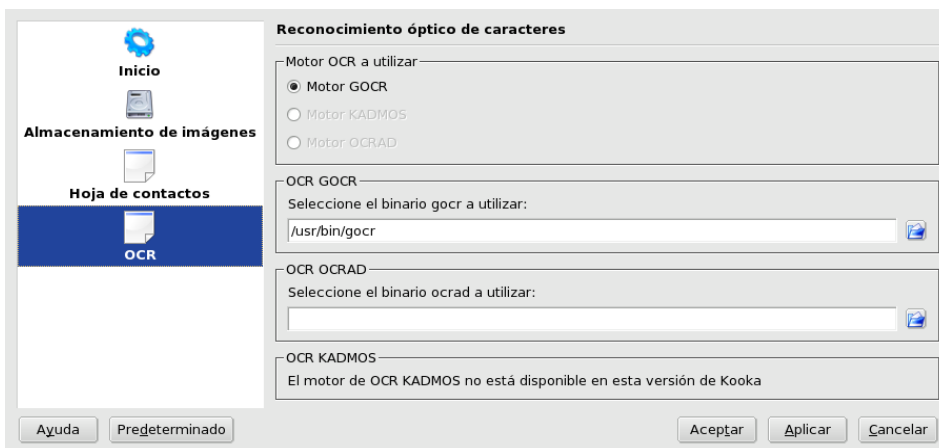 Inicio
Almacenamiento de imágenes
Hoja de contactos
OCR
Reconocimiento óptico de caracteres
Motor OCR a utilizar
Motor GOCR
Motor KADMOS
Motor OCRAD
OCR GOCR
Seleccione el binario gocr a utilizar:
/usr/bin/gocr
OCR OCRAD
Seleccione el binario ocrad a utilizar:
OCR KADMOS
El motor de OCR KADMOS no está disponible en esta versión de Kooka
Ayuda Predeterminado Aceptar Aplicar Cancelar